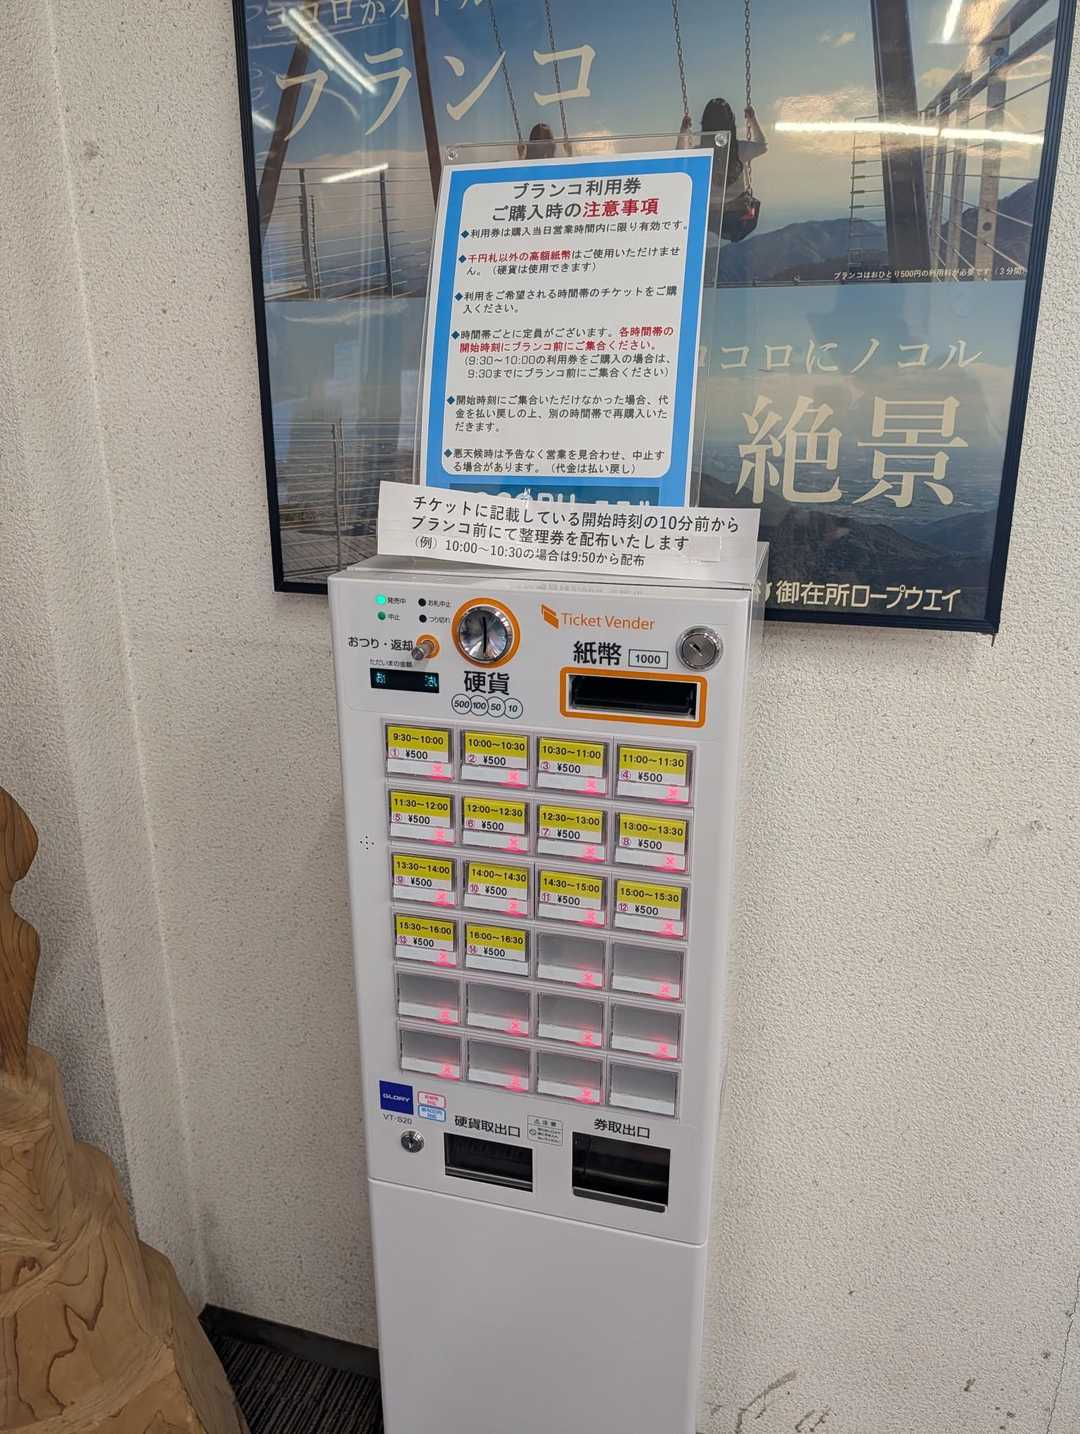 ココロガオドル
ブランコ
ブランコ利用券
ご購入時の注意事項
◆利用券は購入当日営業時間内に限り有効です。
◆千円札以外の高額紙幣はご使用いただけませ
ん。（硬貨は使用できます）
◆利用をご希望される時間帯のチケットをご購
入ください。
◆時間帯ごとに定員がございます。各時間帯の
開始時刻にブランコ前にご集合ください。
（9:30～10:00の利用券をご購入の場合は、
9:30までにブランコ前にご集合ください）
◆開始時刻にご集合いただけなかった場合、代
金を払い戻しの上、別の時間帯で再購入いた
だきます。
◆悪天候時は予告なく営業を見合わせ、中止す
る場合があります。（代金は払い戻し）
ブランコはおひとり500円の利用料が必要です（3分間）
ココロにノコル
絶景
御在所ロープウエイ
チケットに記載している開始時刻の10分前から
ブランコ前にて整理券を配布いたします
（例）10:00～10:30の場合は9:50から配布
発売中 お札中止
中止 つり切れ
おつり・返却
ただいまの金額
硬貨
500 100 50 10
Ticket Vender
紙幣 1000
9:30～10:00
① ¥500
10:00～10:30
② ¥500
10:30～11:00
③ ¥500
11:00～11:30
④ ¥500
11:30～12:00
⑤ ¥500
12:00～12:30
⑥ ¥500
12:30～13:00
⑦ ¥500
13:00～13:30
⑧ ¥500
13:30～14:00
⑨ ¥500
14:00～14:30
⑩ ¥500
14:30～15:00
⑪ ¥500
15:00～15:30
⑫ ¥500
15:30～16:00
⑬ ¥500
16:00～16:30
⑭ ¥500
GLORY
VT-S20
硬貨取出口
注意
券取出口